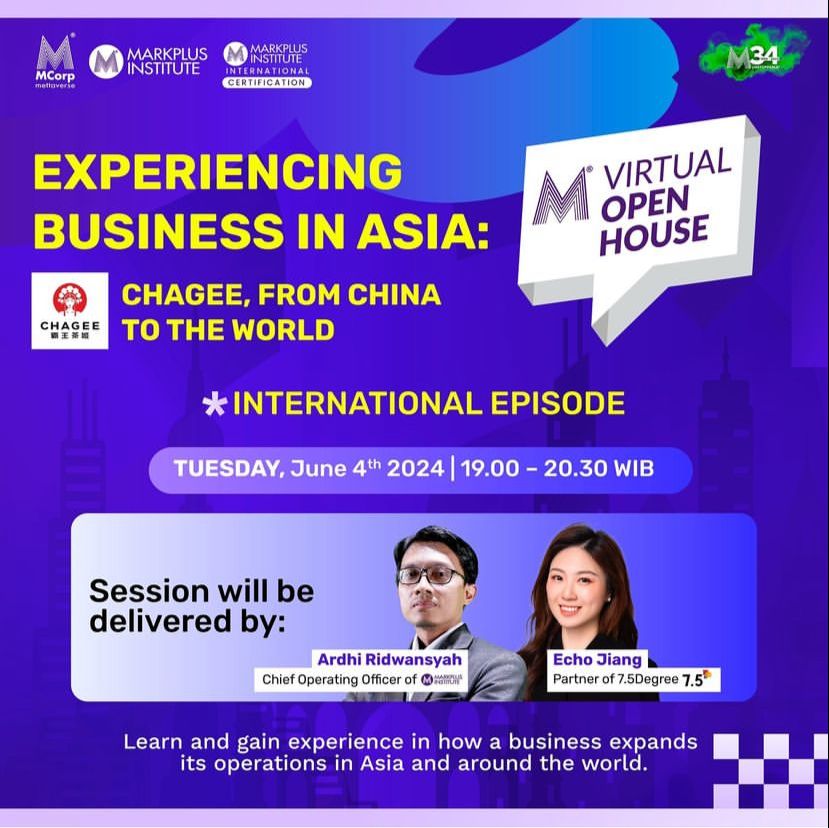 MCorp
mettaverse
MARKPLUS
INSTITUTE
MARKPLUS
INSTITUTE
INTERNATIONAL
CERTIFICATION
M34
EXPERIENCING
BUSINESS IN ASIA:
M® VIRTUAL
OPEN
HOUSE
CHAGEE
霸王茶姬
CHAGEE, FROM CHINA
TO THE WORLD
*INTERNATIONAL EPISODE
TUESDAY, June 4th 2024 | 19.00 – 20.30 WIB
Session will be
delivered by:
Ardhi Ridwansyah
Chief Operating Officer of MARKPLUS INSTITUTE
Echo Jiang
Partner of 7.5Degree 7.5°
Learn and gain experience in how a business expands
its operations in Asia and around the world.